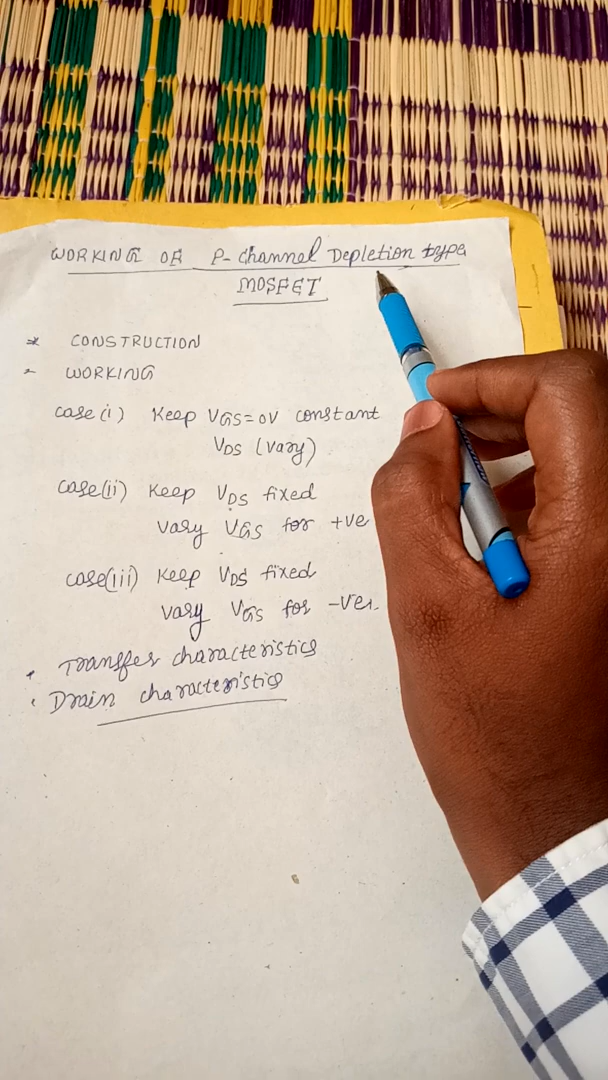 WORKING OF P-channel Depletion type
MOSFET
* CONSTRUCTION
- WORKING
case(i) Keep VGS=0V constant
VDS (vary)
case(ii) Keep VDS fixed
vary VGS for +ve
case(iii) Keep VDS fixed
vary VGS for -ve
* Transfer characteristics
• Drain characteristics